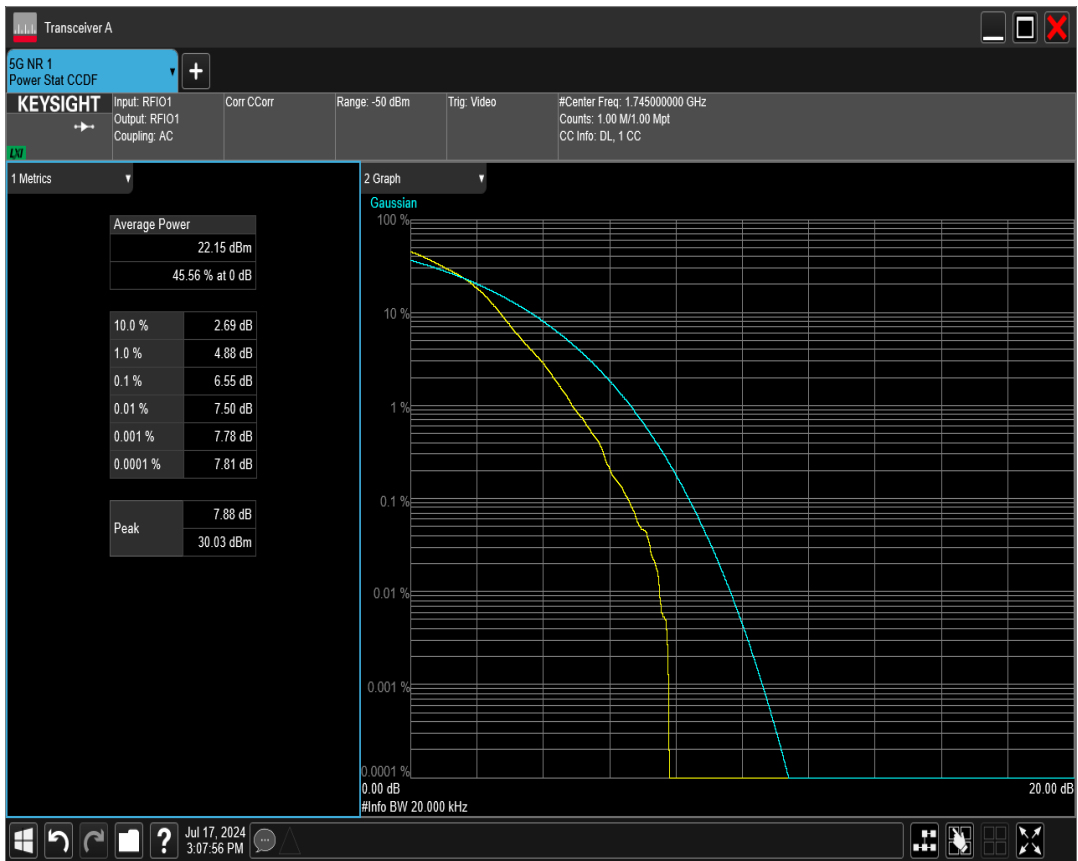 Transceiver A
5G NR 1
Power Stat CCDF
KEYSIGHT
LXI
Input: RFIO1
Output: RFIO1
Coupling: AC
Corr CCorr
Range: -50 dBm
Trig: Video
#Center Freq: 1.745000000 GHz
Counts: 1.00 M/1.00 Mpt
CC Info: DL, 1 CC
1 Metrics
Average Power
22.15 dBm
45.56 % at 0 dB
10.0 % 2.69 dB
1.0 % 4.88 dB
0.1 % 6.55 dB
0.01 % 7.50 dB
0.001 % 7.78 dB
0.0001 % 7.81 dB
Peak 7.88 dB
30.03 dBm
2 Graph
Gaussian
100 %
10 %
1 %
0.1 %
0.01 %
0.001 %
0.0001 %
0.00 dB 20.00 dB
#Info BW 20.000 kHz
Jul 17, 2024
3:07:56 PM